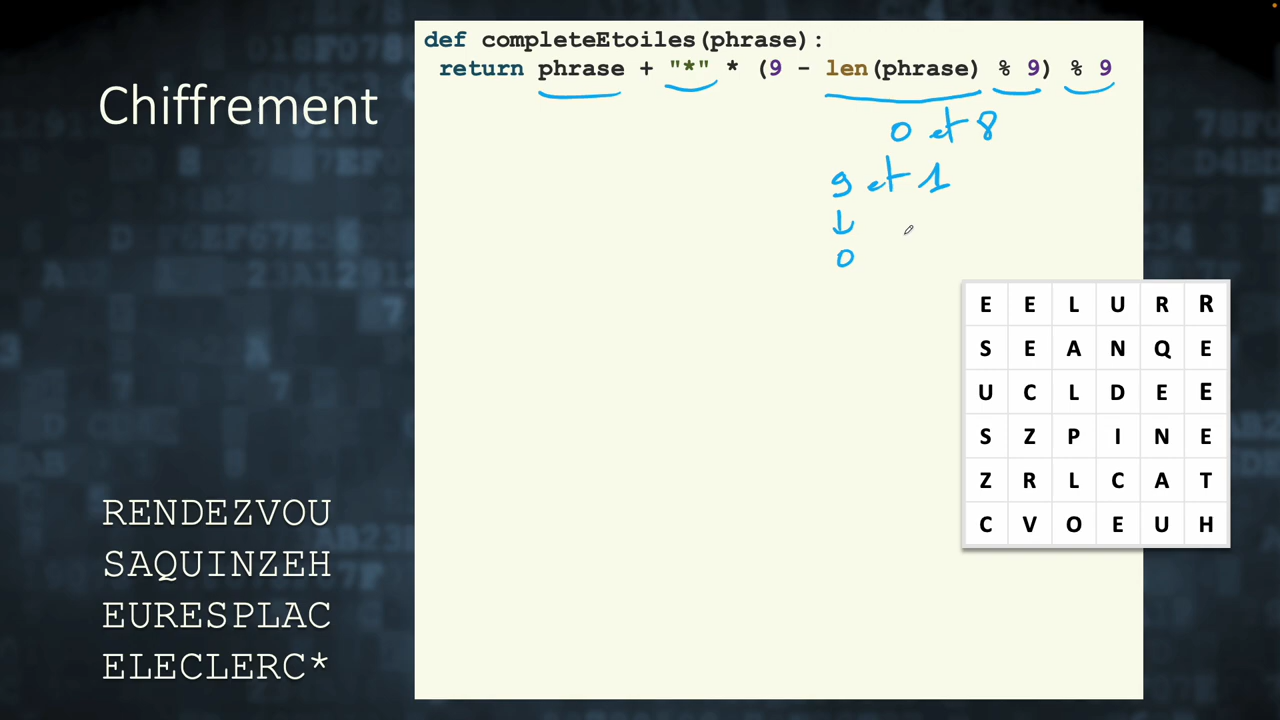 Chiffrement
def completeEtoiles(phrase):
return phrase + "*" * (9 - len(phrase) % 9) % 9
0 et 8
9 et 1
↓
0
E E L U R R
S E A N Q E
U C L D E E
S Z P I N E
Z R L C A T
C V O E U H
RENDEZVOU
SAQUINZEH
EURESPLAC
ELECLERC*